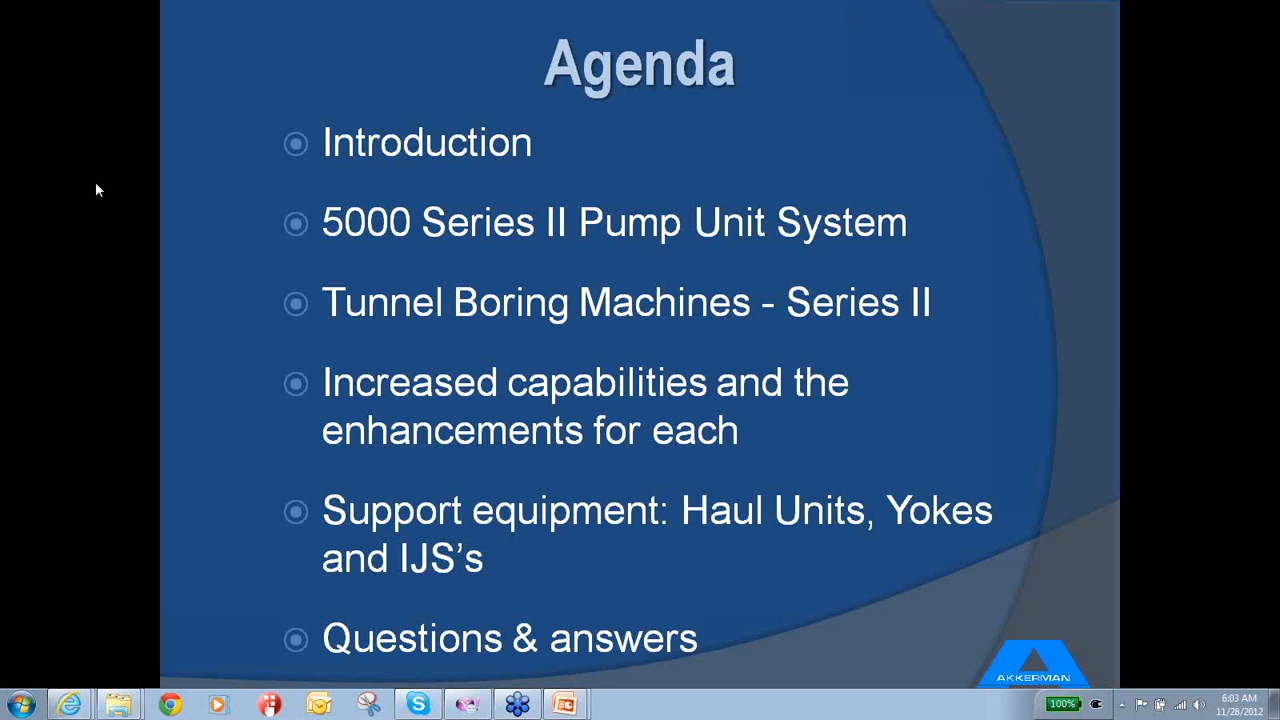 Agenda
Introduction
5000 Series II Pump Unit System
Tunnel Boring Machines - Series II
Increased capabilities and the
enhancements for each
Support equipment: Haul Units, Yokes
and IJS’s
Questions & answers
AKKERMAN
100%
6:03 AM
11/28/2012